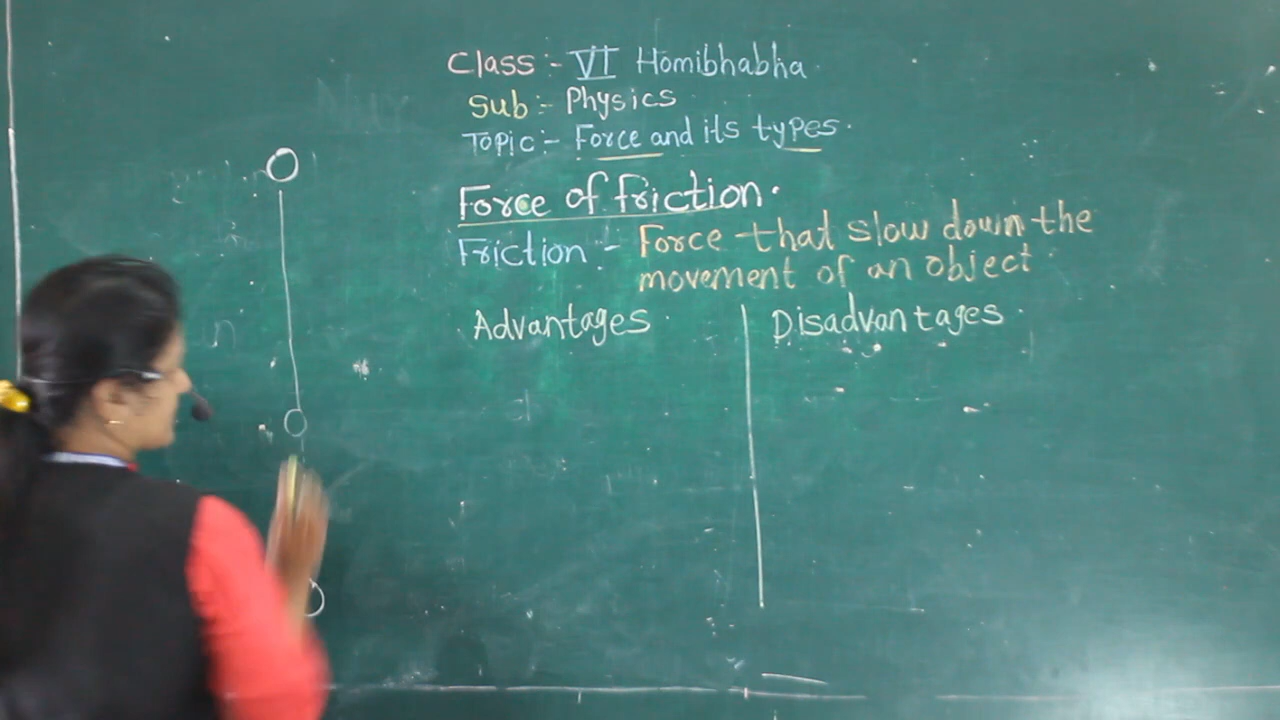 Class :- VI Homibhabha
Sub :- Physics
Topic :- Force and its types.
Force of friction.
Friction :- Force that slow down the
movement of an object.
Advantages
Disadvantages